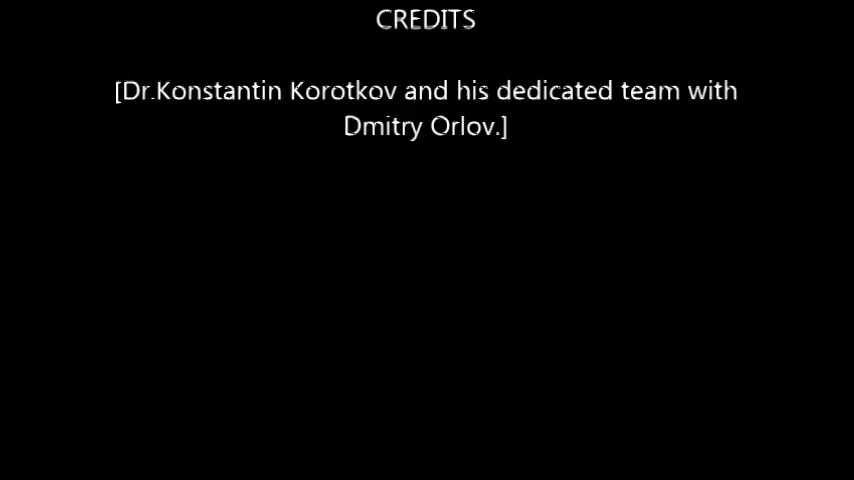 CREDITS
[Dr.Konstantin Korotkov and his dedicated team with
Dmitry Orlov.]